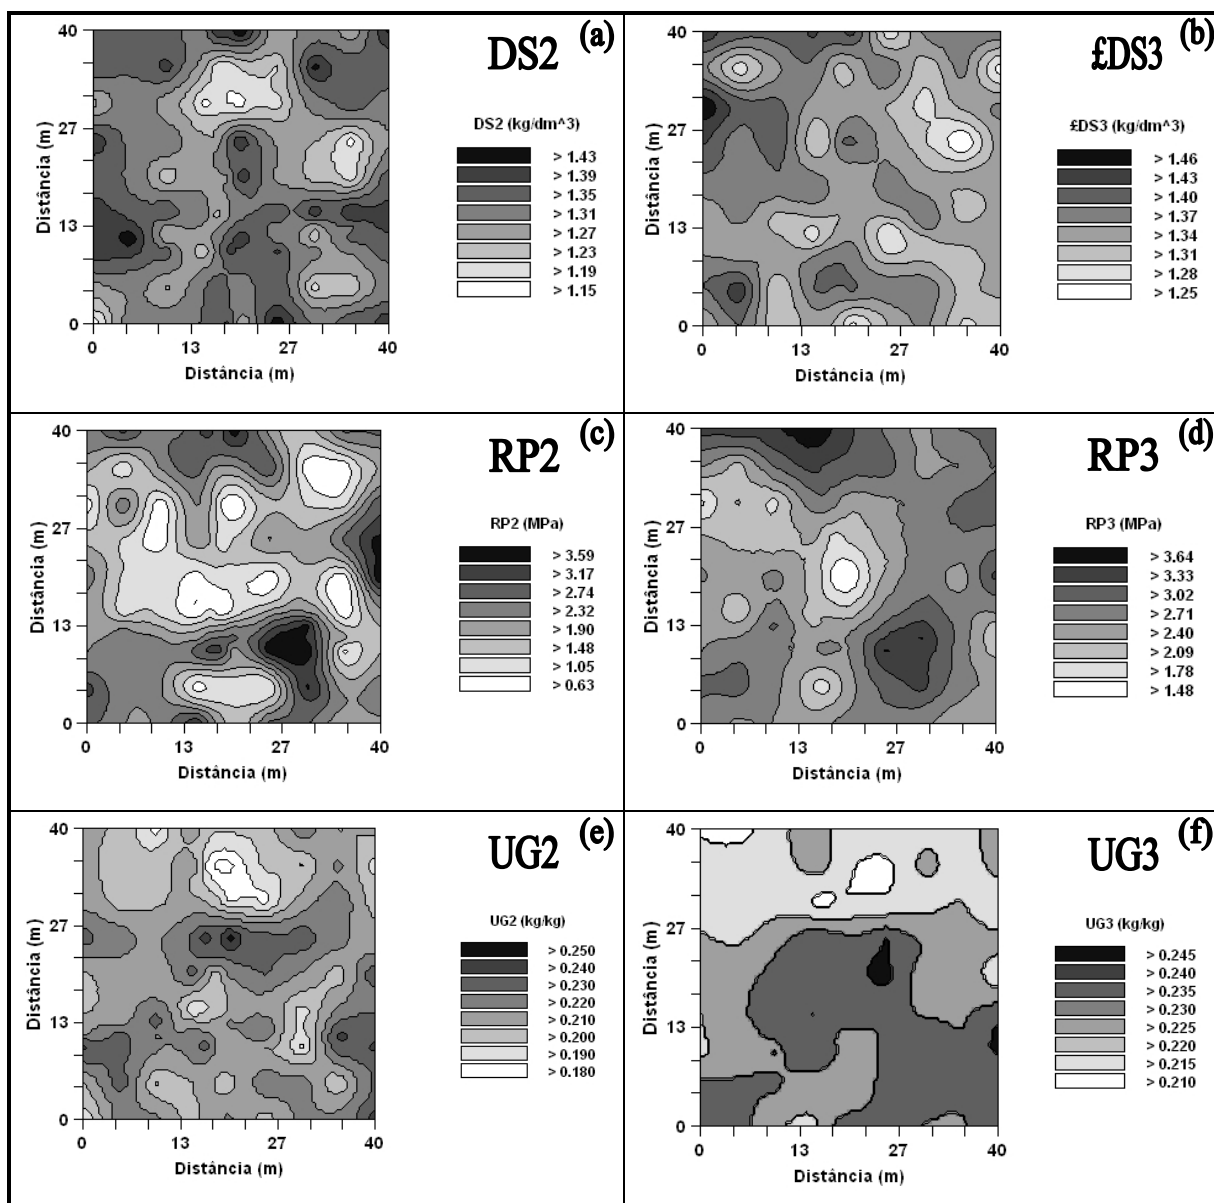 (a)
DS2
DS2 (kg/dm^3)
> 1.43
> 1.39
> 1.35
> 1.31
> 1.27
> 1.23
> 1.19
> 1.15
40
27
13
0
Distância (m)
0 13 27 40
Distância (m)
(b)
£DS3
£DS3 (kg/dm^3)
> 1.46
> 1.43
> 1.40
> 1.37
> 1.34
> 1.31
> 1.28
> 1.25
40
27
13
0
Distância (m)
0 13 27 40
Distância (m)
(c)
RP2
RP2 (MPa)
> 3.59
> 3.17
> 2.74
> 2.32
> 1.90
> 1.48
> 1.05
> 0.63
40
27
13
0
Distância (m)
0 13 27 40
Distância (m)
(d)
RP3
RP3 (MPa)
> 3.64
> 3.33
> 3.02
> 2.71
> 2.40
> 2.09
> 1.78
> 1.48
40
27
13
0
Distância (m)
0 13 27 40
Distância (m)
(e)
UG2
UG2 (kg/kg)
> 0.250
> 0.240
> 0.230
> 0.220
> 0.210
> 0.200
> 0.190
> 0.180
40
27
13
0
Distância (m)
0 13 27 40
Distância (m)
(f)
UG3
UG3 (kg/kg)
> 0.245
> 0.240
> 0.235
> 0.230
> 0.225
> 0.220
> 0.215
> 0.210
40
27
13
0
Distância (m)
0 13 27 40
Distância (m)